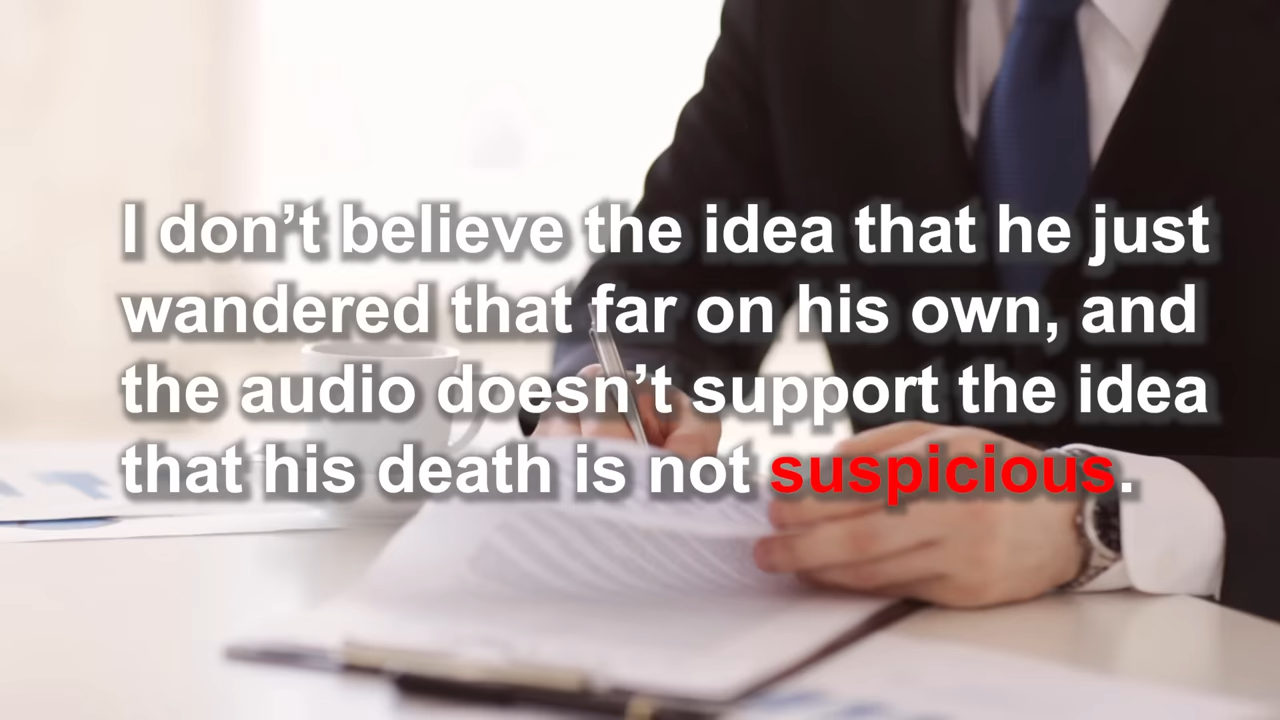 I don’t believe the idea that he just
wandered that far on his own, and
the audio doesn’t support the idea
that his death is not suspicious.